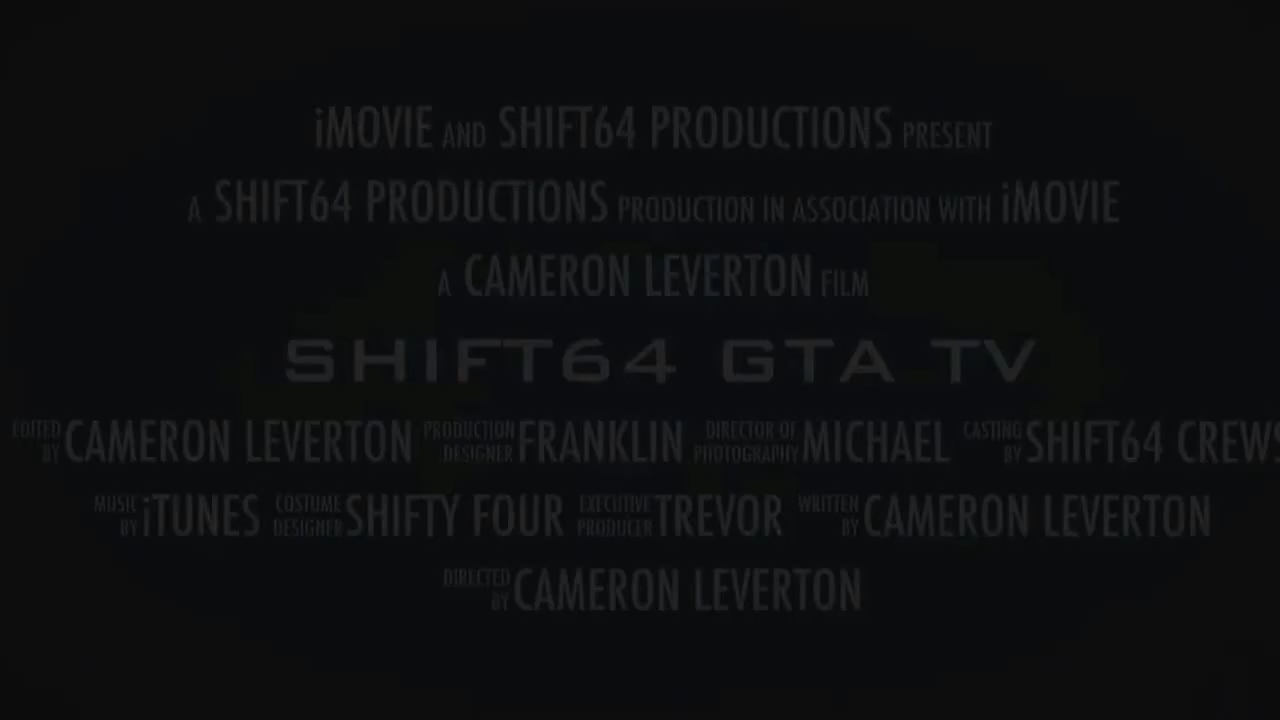 iMOVIE AND SHIFT64 PRODUCTIONS PRESENT
A SHIFT64 PRODUCTIONS PRODUCTION IN ASSOCIATION WITH iMOVIE
A CAMERON LEVERTON FILM
SHIFT64 GTA TV
EDITED BY CAMERON LEVERTON PRODUCTION DESIGNER FRANKLIN DIRECTOR OF PHOTOGRAPHY MICHAEL CASTING BY SHIFT64 CREWS
MUSIC BY iTUNES COSTUME DESIGNER SHIFTY FOUR EXECUTIVE PRODUCER TREVOR WRITTEN BY CAMERON LEVERTON
DIRECTED BY CAMERON LEVERTON